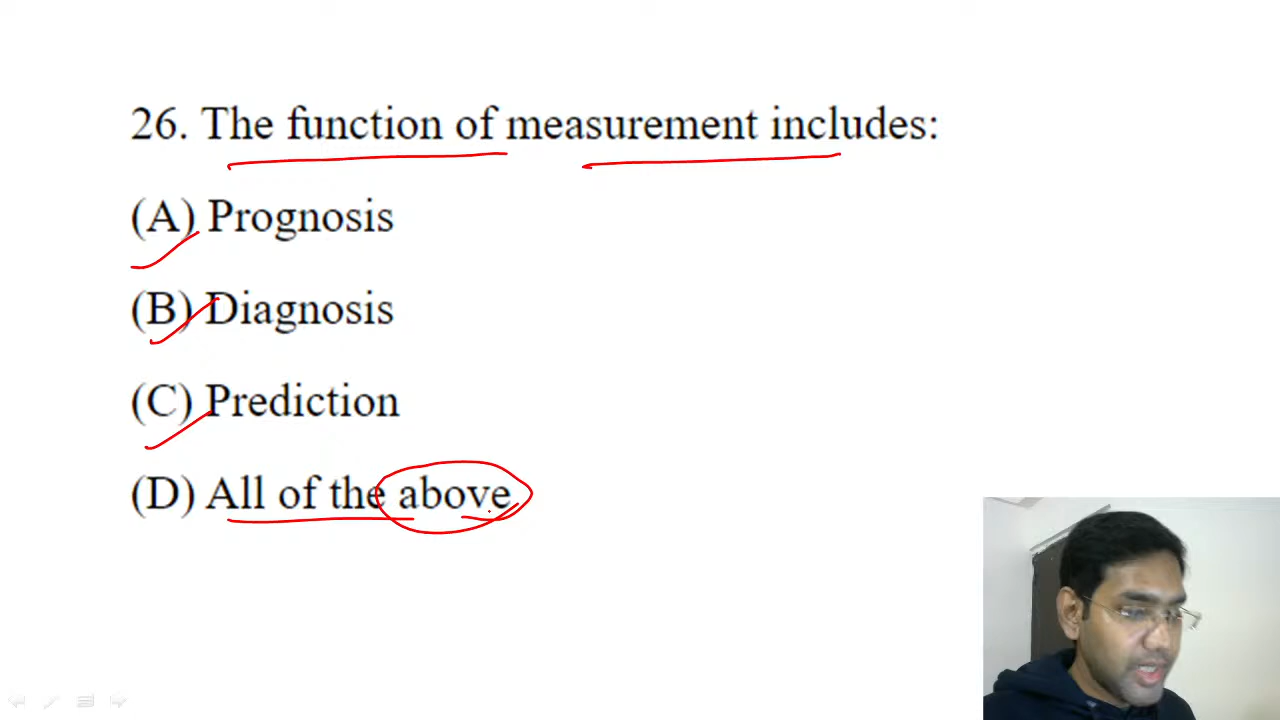 26. The function of measurement includes:
(A) Prognosis
(B) Diagnosis
(C) Prediction
(D) All of the above